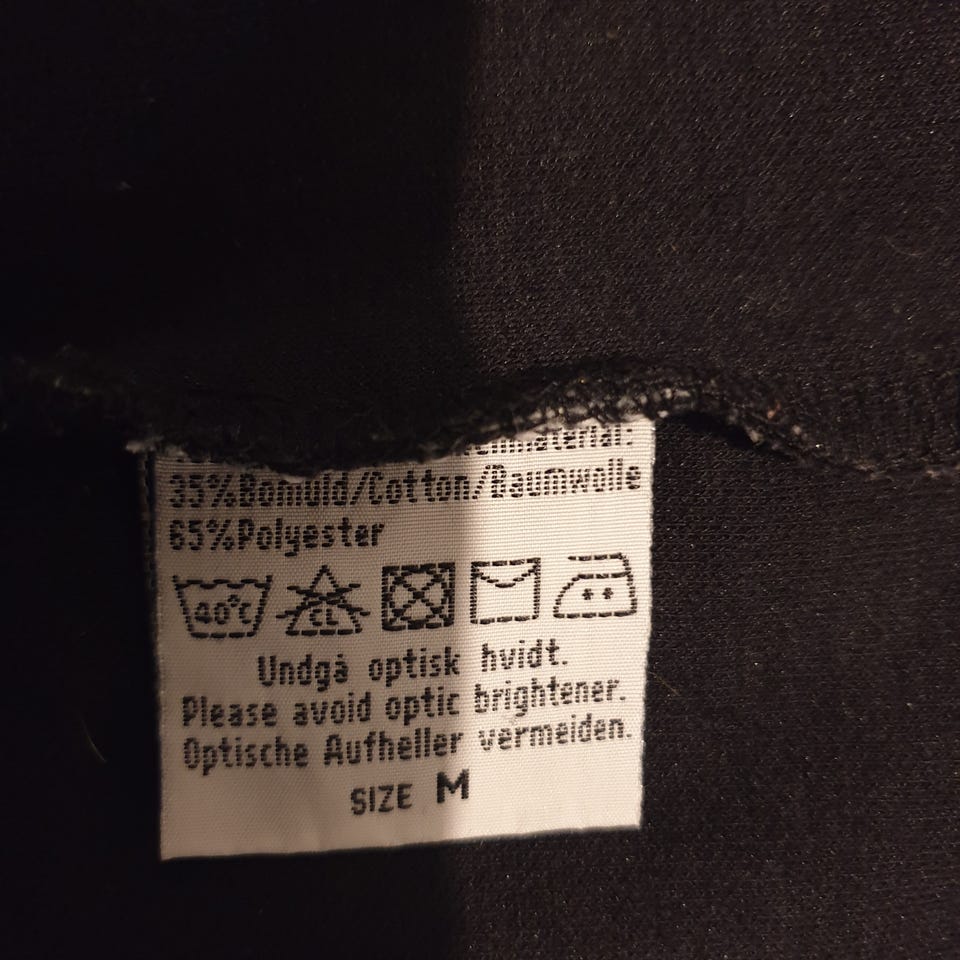 35%Bomuld/Cotton/Baumwolle
65%Polyester
40°C CL
Undgå optisk hvidt.
Please avoid optic brightener.
Optische Aufheller vermeiden.
SIZE M